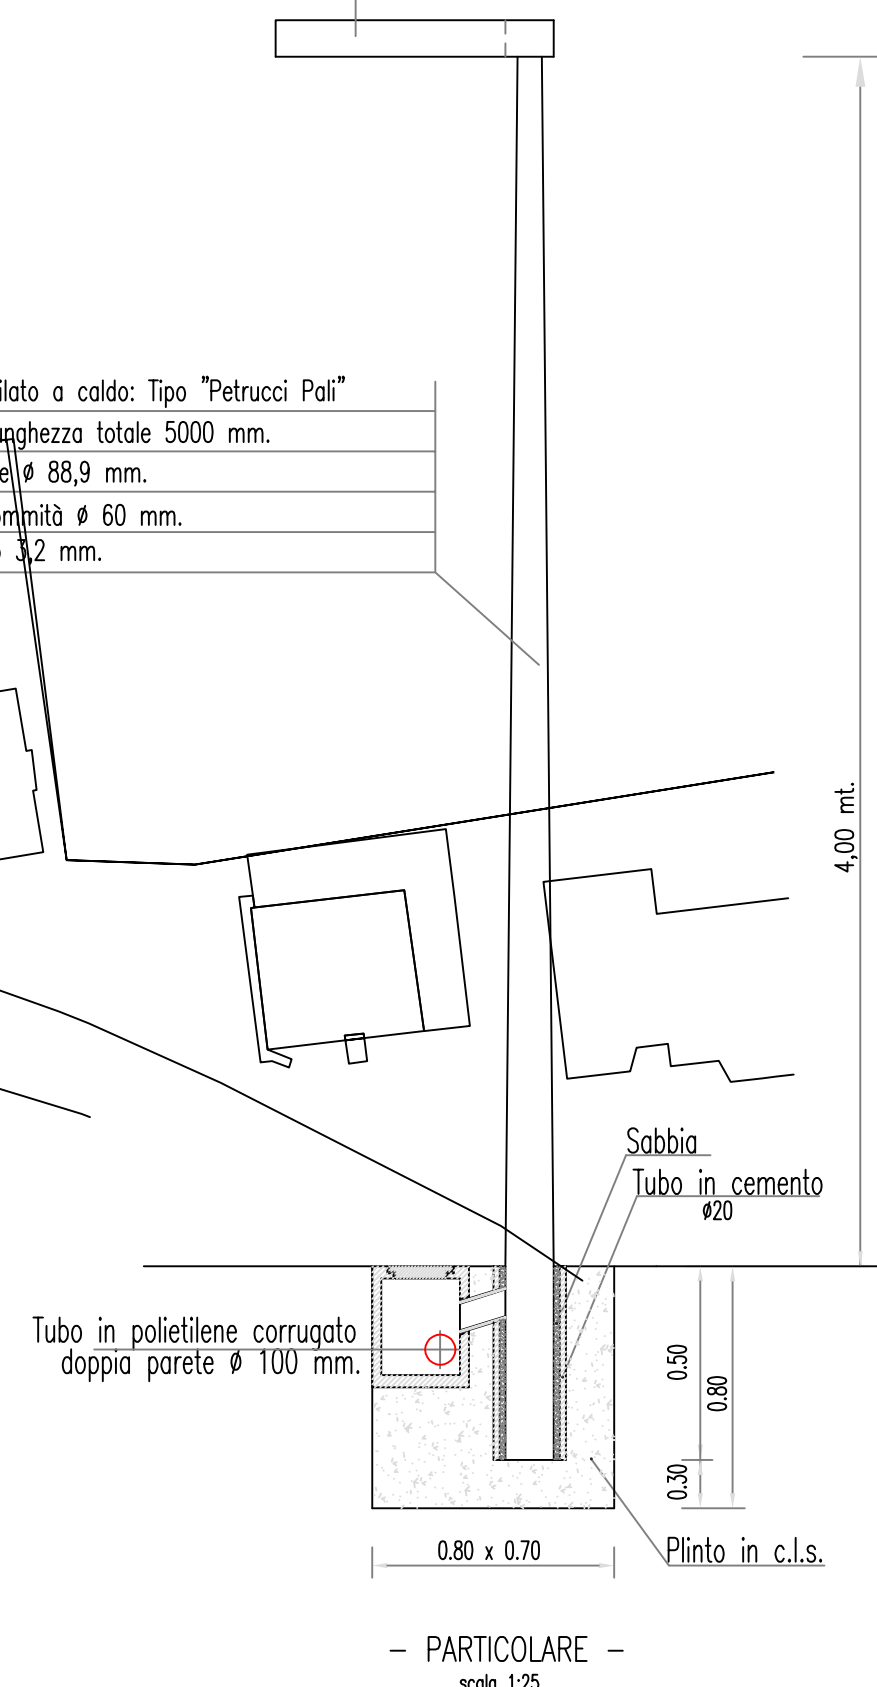 ilato a caldo: Tipo "Petrucci Pali"
unghezza totale 5000 mm.
e ø 88,9 mm.
ommità ø 60 mm.
3,2 mm.
4,00 mt.
Sabbia
Tubo in cemento
ø20
Tubo in polietilene corrugato
doppia parete Ø 100 mm.
0.50
0.80
0.30
0.80 x 0.70
Plinto in c.l.s.
- PARTICOLARE -
scala 1:25